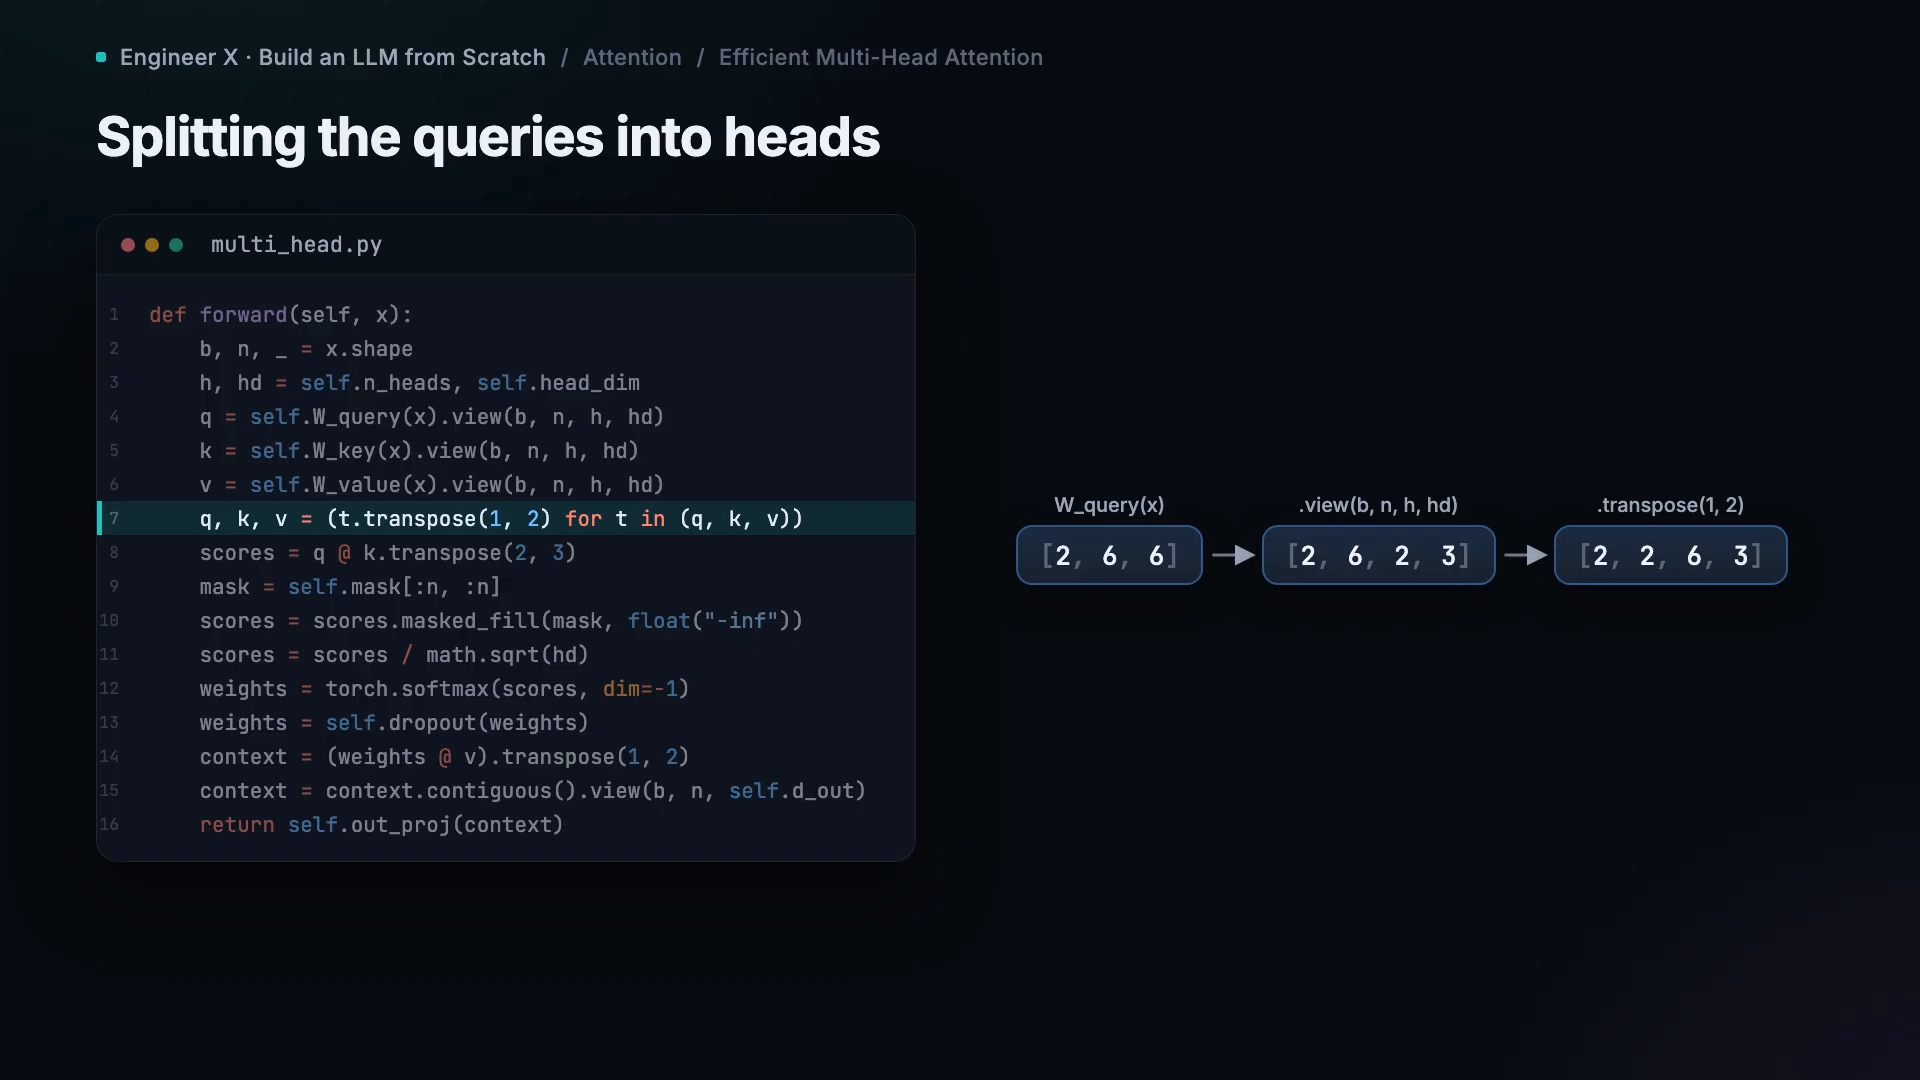 Engineer X · Build an LLM from Scratch / Attention / Efficient Multi-Head Attention
Splitting the queries into heads
multi_head.py
1 def forward(self, x):
2 b, n, _ = x.shape
3 h, hd = self.n_heads, self.head_dim
4 q = self.W_query(x).view(b, n, h, hd)
5 k = self.W_key(x).view(b, n, h, hd)
6 v = self.W_value(x).view(b, n, h, hd)
7 q, k, v = (t.transpose(1, 2) for t in (q, k, v))
8 scores = q @ k.transpose(2, 3)
9 mask = self.mask[:n, :n]
10 scores = scores.masked_fill(mask, float("-inf"))
11 scores = scores / math.sqrt(hd)
12 weights = torch.softmax(scores, dim=-1)
13 weights = self.dropout(weights)
14 context = (weights @ v).transpose(1, 2)
15 context = context.contiguous().view(b, n, self.d_out)
16 return self.out_proj(context)
W_query(x) .view(b, n, h, hd) .transpose(1, 2)
[2, 6, 6] [2, 6, 2, 3] [2, 2, 6, 3]